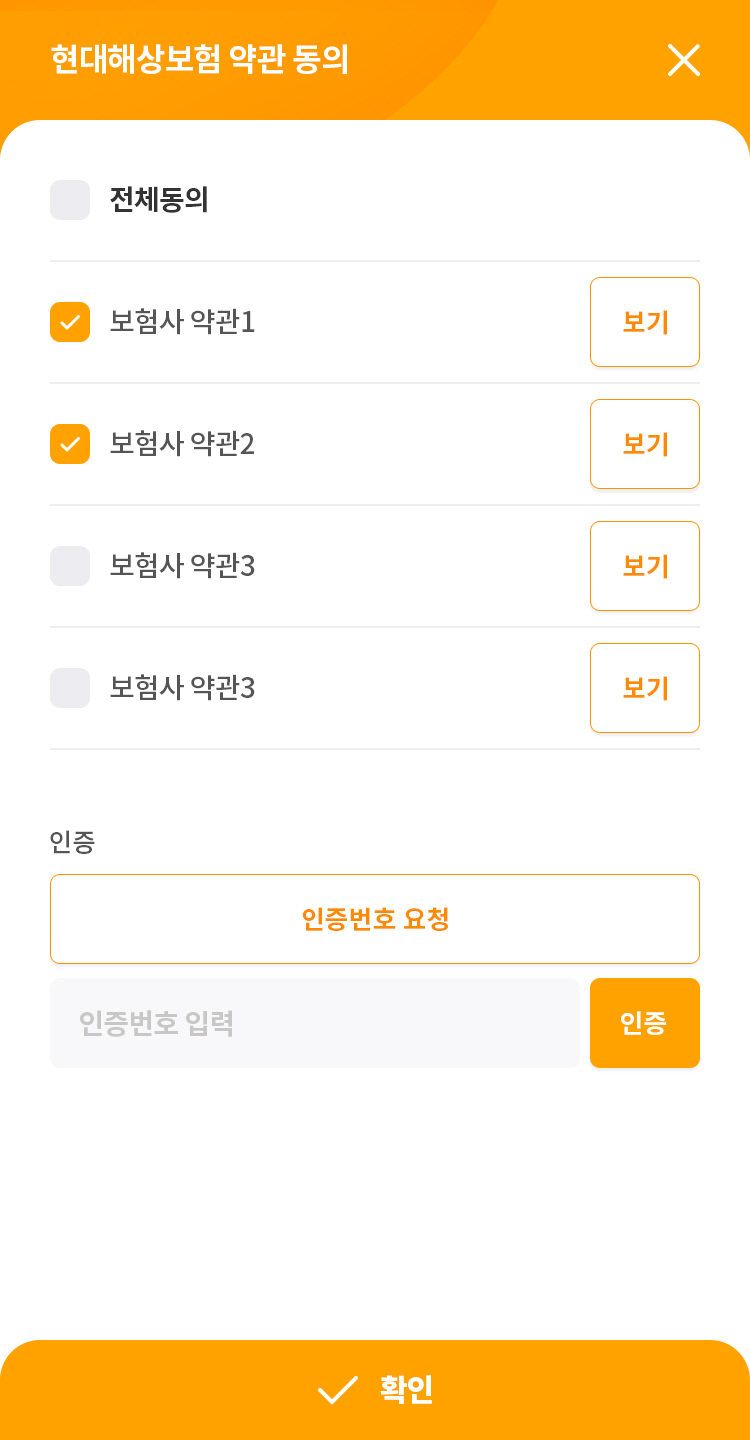 현대해상보험 약관 동의
전체동의
보험사 약관1
보기
보험사 약관2
보기
보험사 약관3
보기
보험사 약관3
보기
인증
인증번호 요청
인증번호 입력
인증
확인